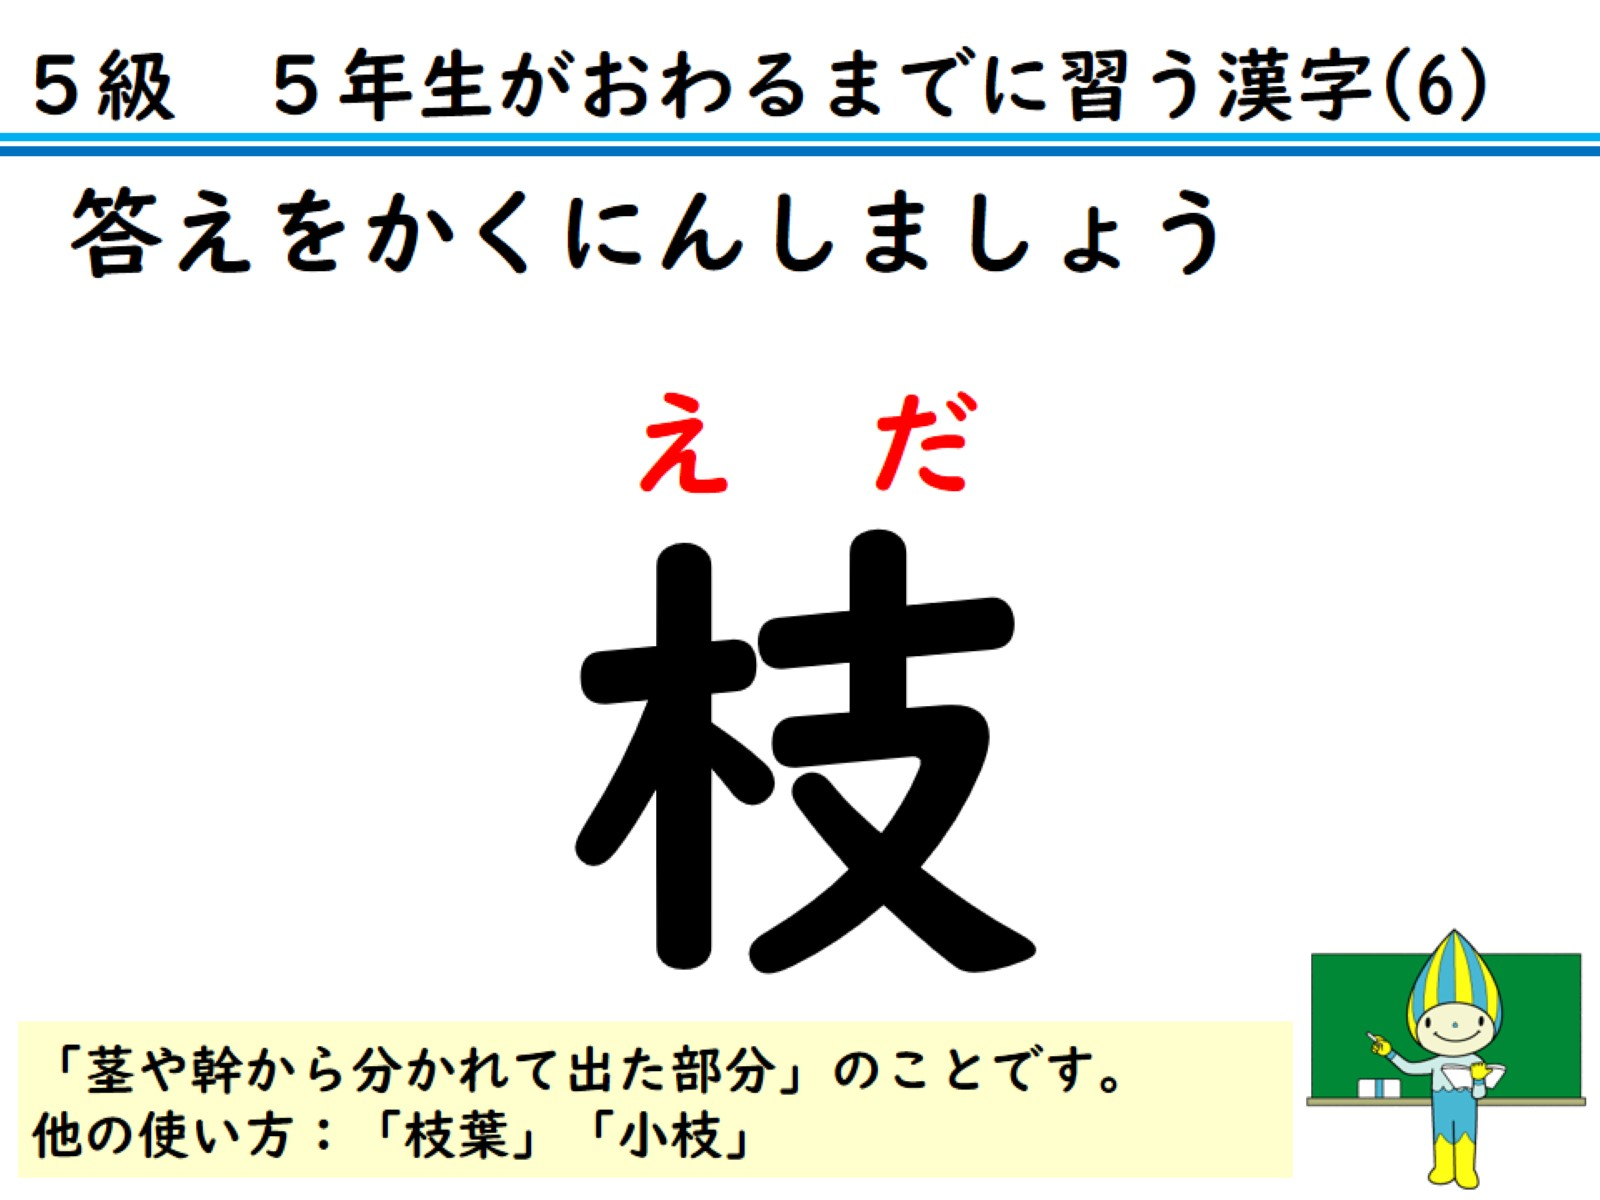 ５級　５年生がおわるまでに習う漢字(6)
答えをかくにんしましょう
え　だ
枝
「茎や幹から分かれて出た部分」のことです。
他の使い方：「枝葉」「小枝」